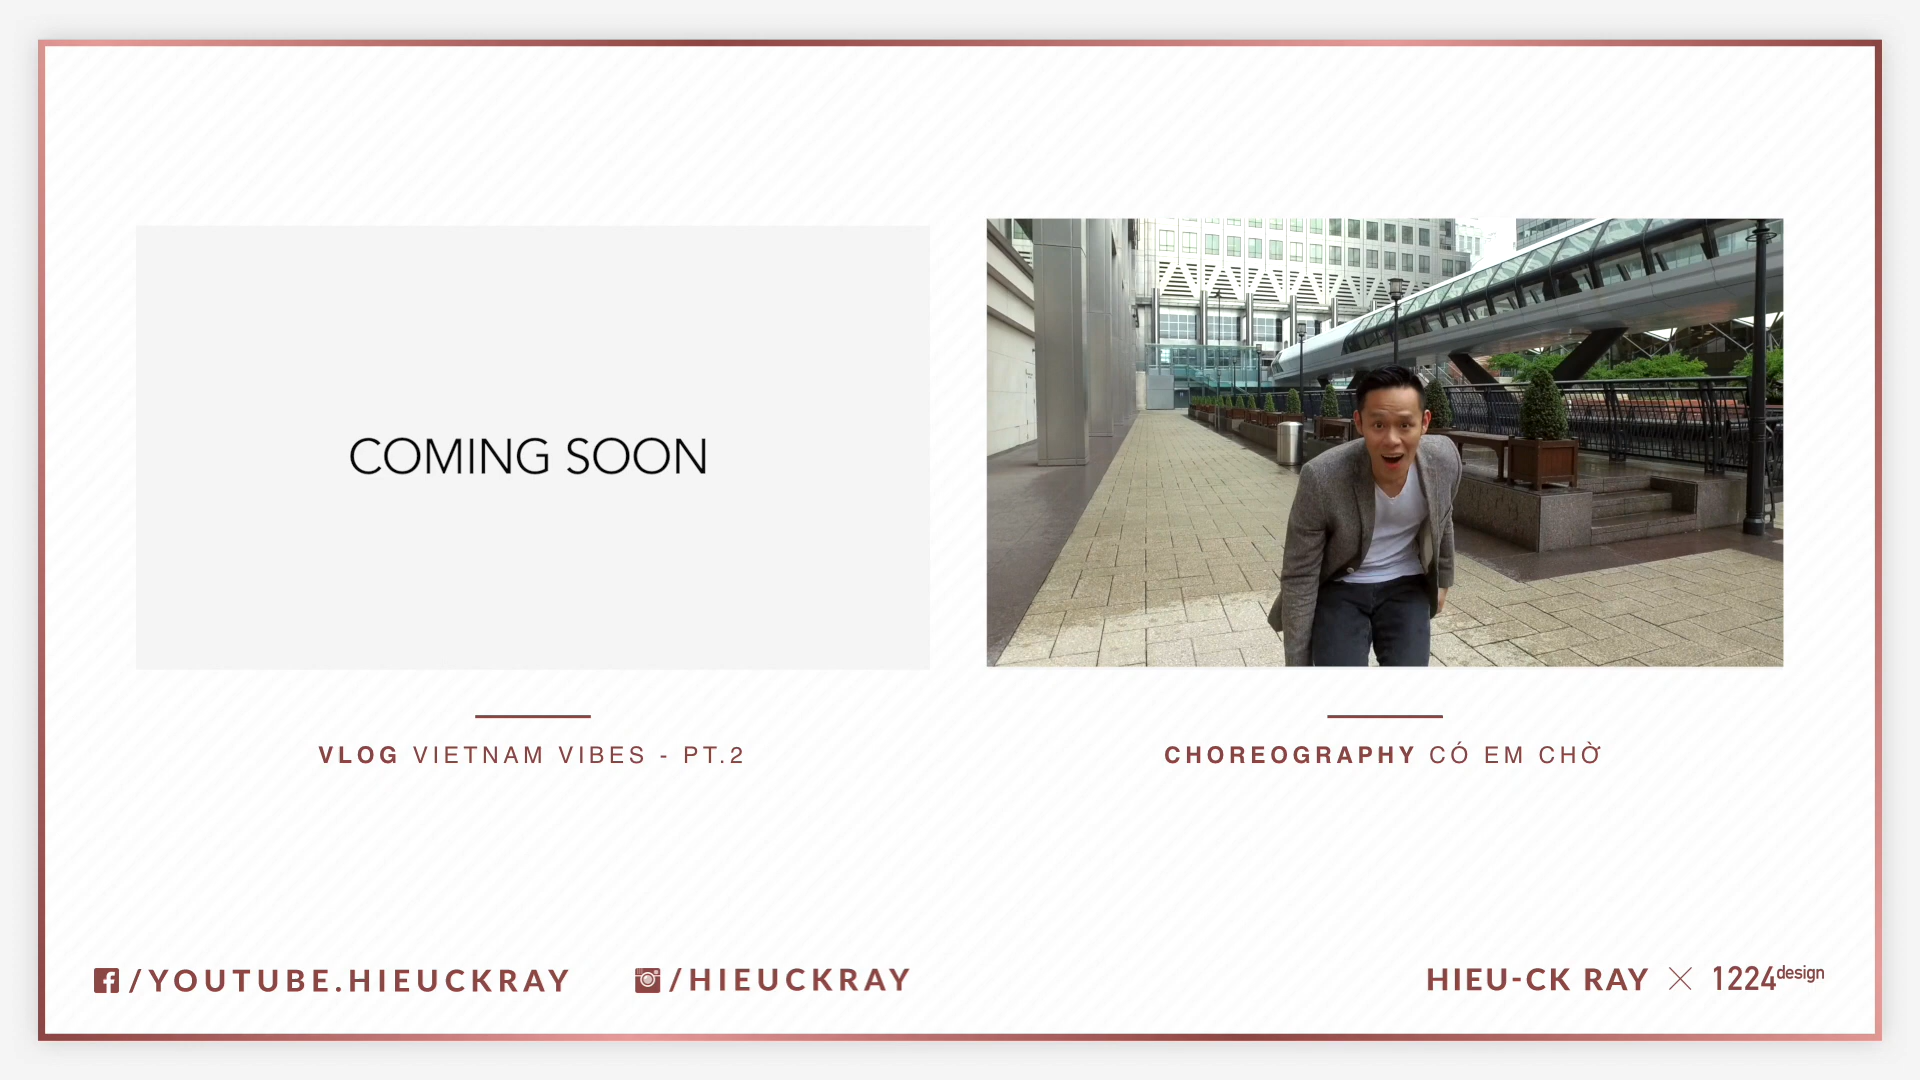 COMING SOON
VLOG VIETNAM VIBES - PT.2
CHOREOGRAPHY CÓ EM CHỜ
/YOUTUBE.HIEUCKRAY
/HIEUCKRAY
HIEU-CK RAY × 1224design